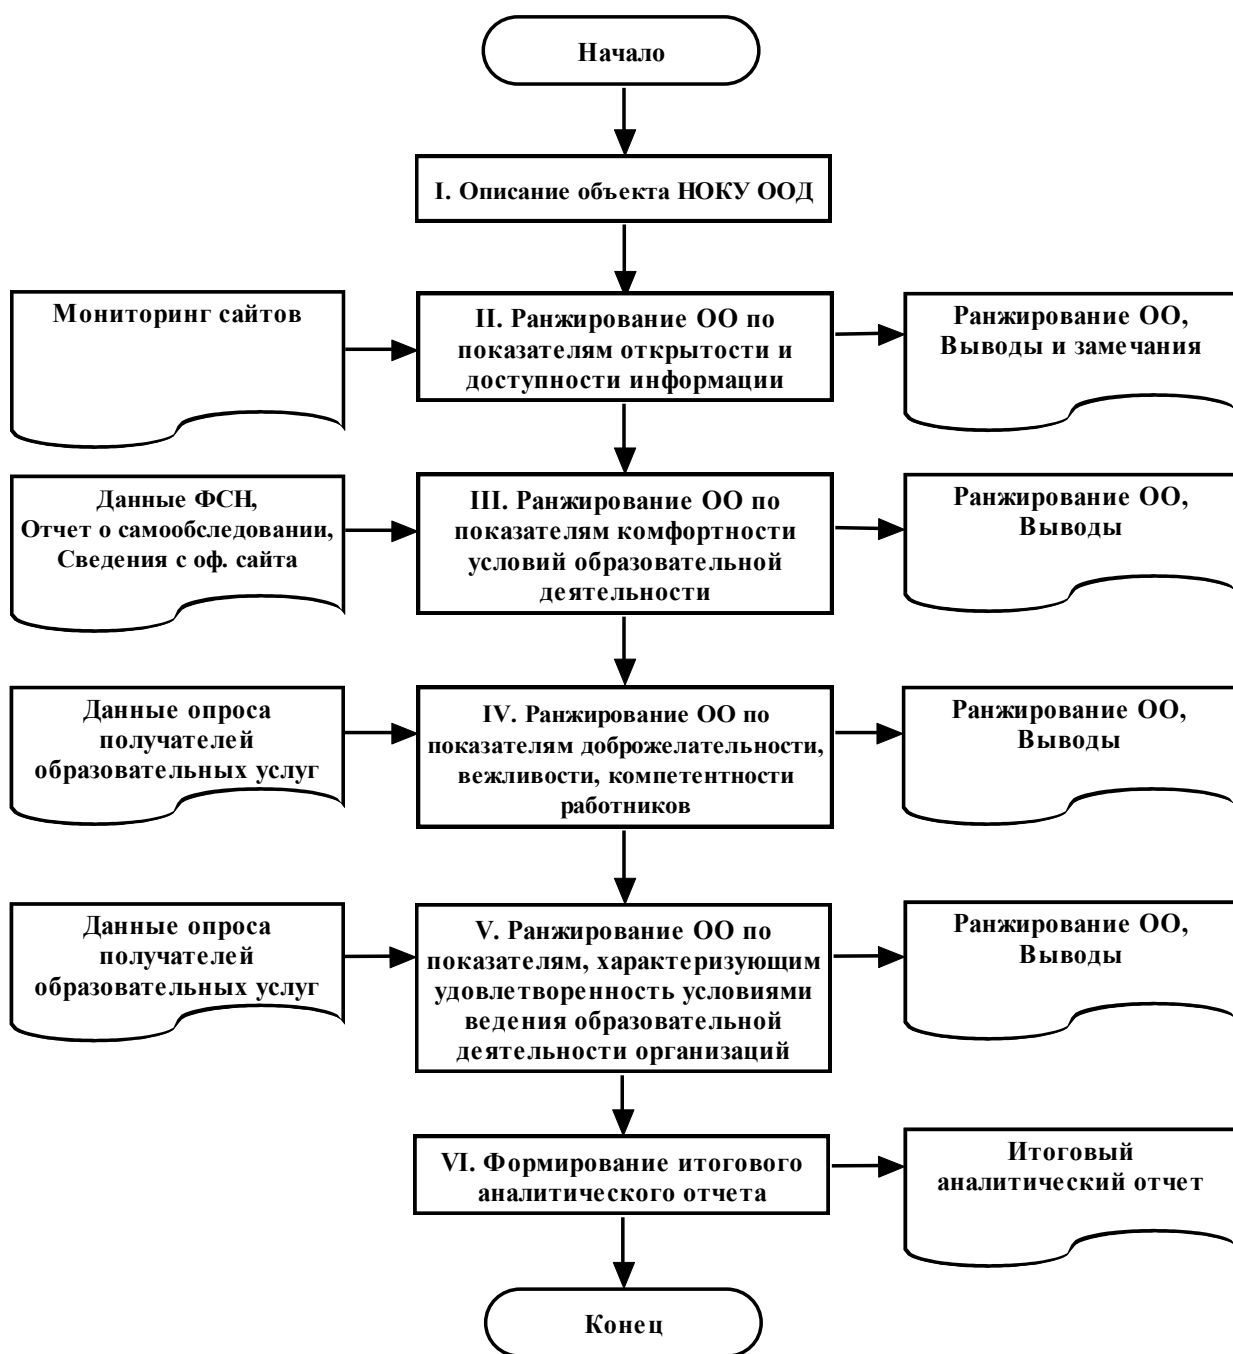 Начало
I. Описание объекта НОКУ ООД
Мониторинг сайтов
II. Ранжирование ОО по
показателям открытости и
доступности информации
Ранжирование ОО,
Выводы и замечания
Данные ФСН,
Отчет о самообследовании,
Сведения с оф. сайта
III. Ранжирование ОО по
показателям комфортности
условий образовательной
деятельности
Ранжирование ОО,
Выводы
Данные опроса
получателей
образовательных услуг
IV. Ранжирование ОО по
показателям доброжелательности,
вежливости, компетентности
работников
Ранжирование ОО,
Выводы
Данные опроса
получателей
образовательных услуг
V. Ранжирование ОО по
показателям, характеризующим
удовлетворенность условиями
ведения образовательной
деятельности организаций
Ранжирование ОО,
Выводы
VI. Формирование итогового
аналитического отчета
Итоговый
аналитический отчет
Конец